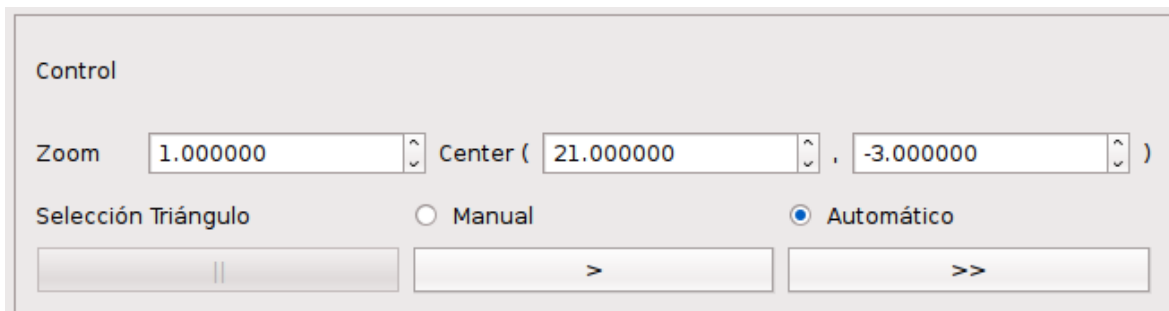 Control
Zoom 1.000000 Center ( 21.000000 , -3.000000 )
Selección Triángulo Manual Automático
|| > >>